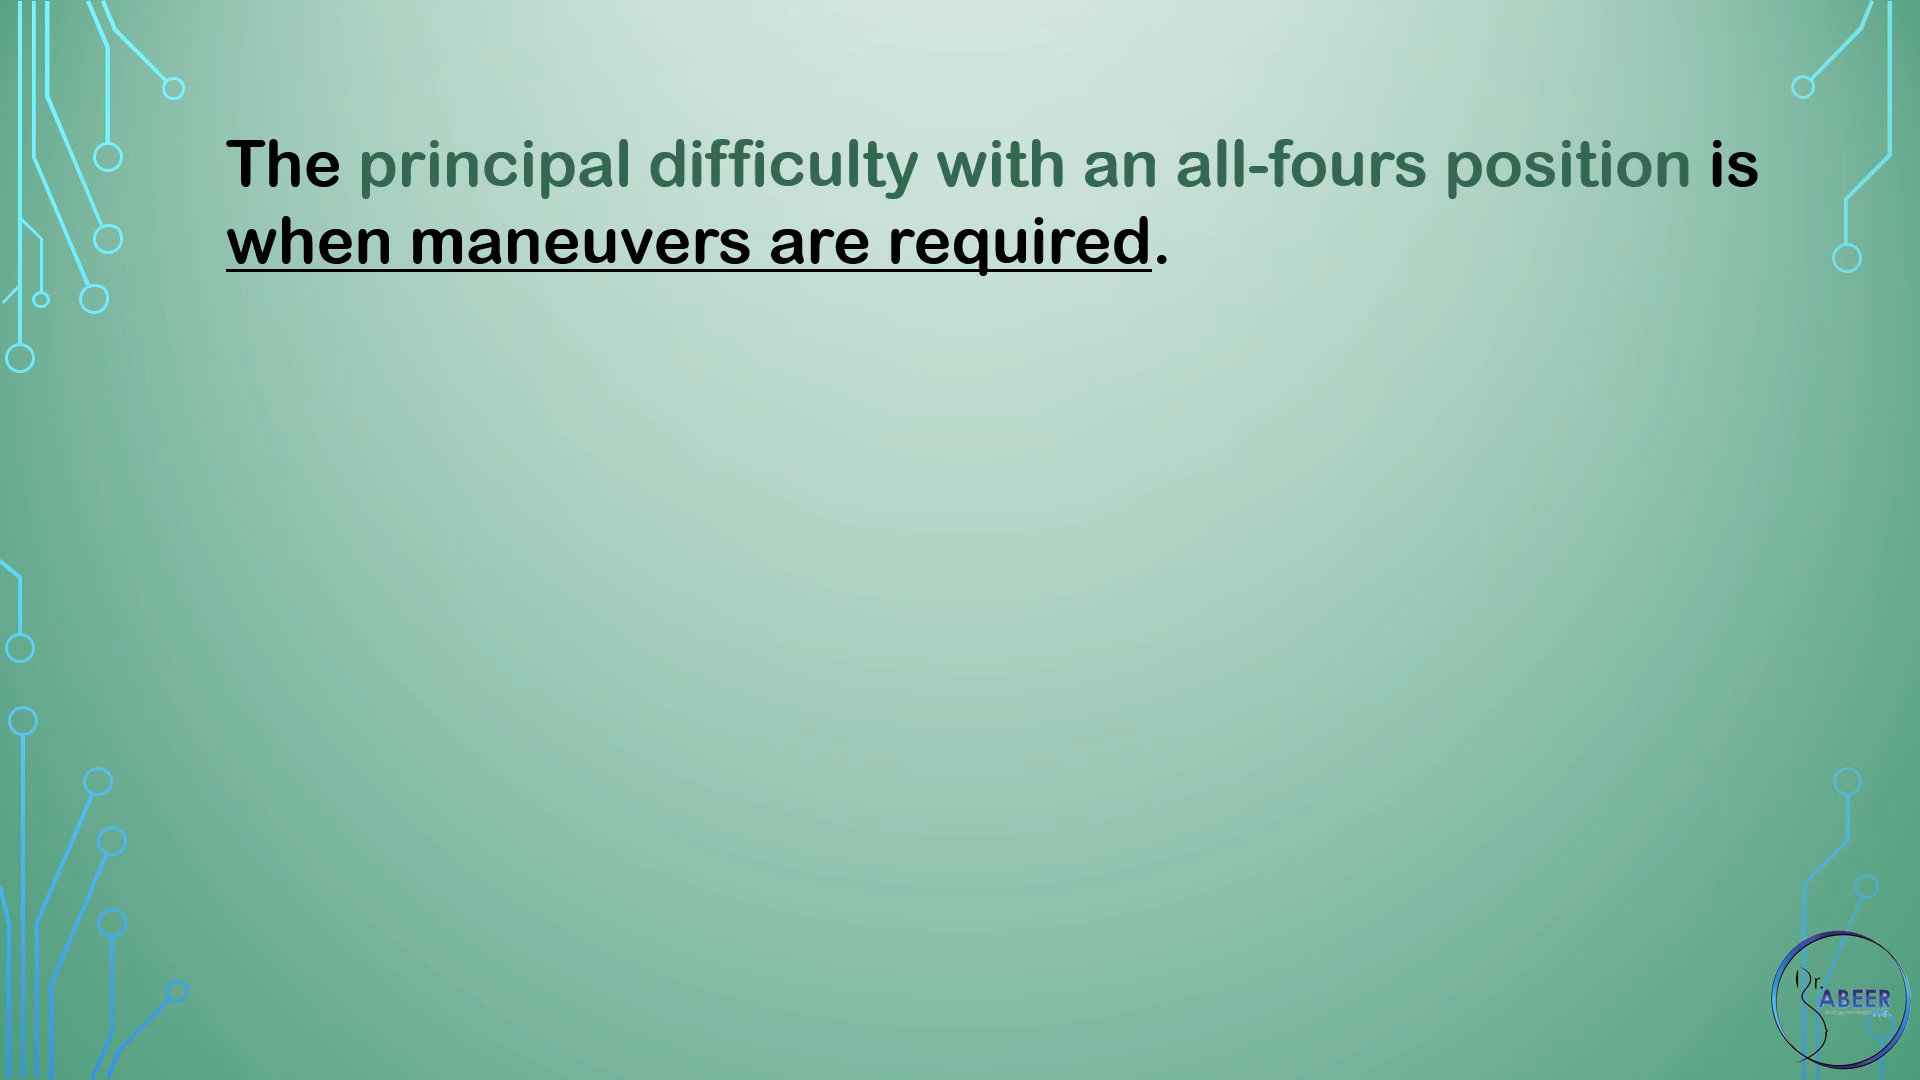 The principal difficulty with an all-fours position is
when maneuvers are required.
Dr.
ABEER